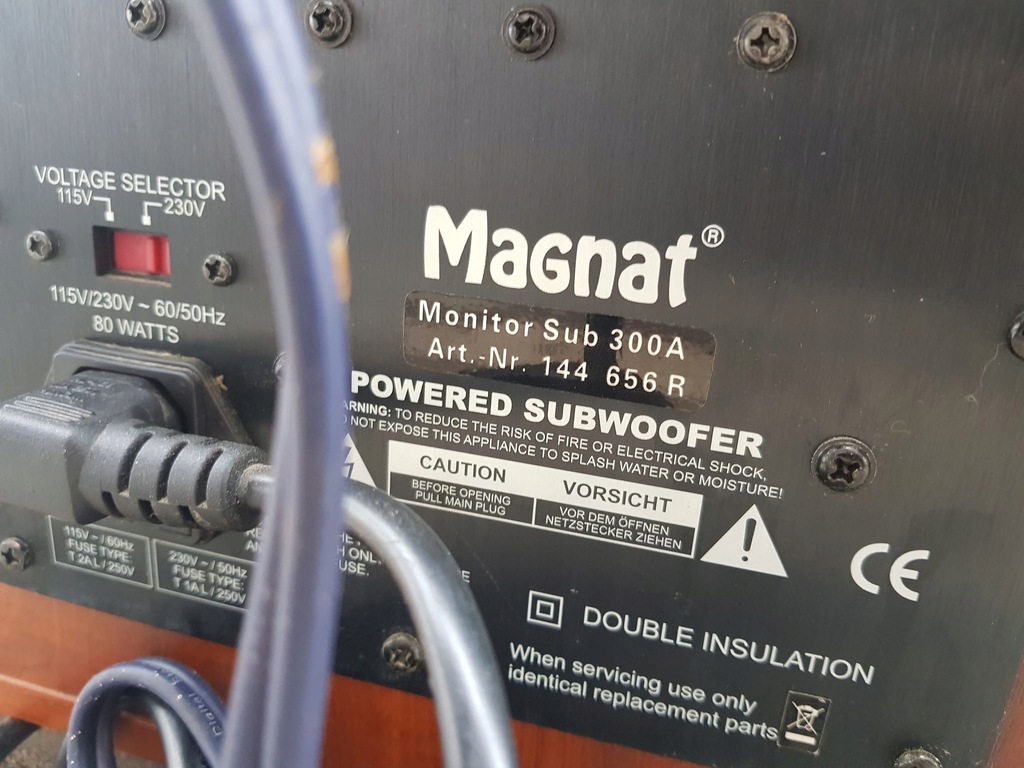 VOLTAGE SELECTOR
115V
230V
115V/230V ~ 60/50Hz
80 WATTS
Magnat®
Monitor Sub 300A
Art.-Nr. 144 656 R
POWERED SUBWOOFER
ARNING: TO REDUCE THE RISK OF FIRE OR ELECTRICAL SHOCK,
NOT EXPOSE THIS APPLIANCE TO SPLASH WATER OR MOISTURE!
CAUTION
BEFORE OPENING
PULL MAIN PLUG
VORSICHT
VOR DEM ÖFFNEN
NETZSTECKER ZIEHEN
115V ~ / 60Hz
FUSE TYPE:
T 2A L / 250V
230V ~ / 50Hz
FUSE TYPE:
T 1A L / 250V
CE
DOUBLE INSULATION
When servicing use only
identical replacement parts